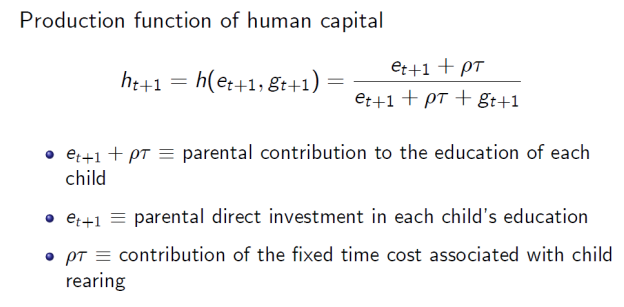 Production function of human capital
h_{t+1} = h(e_{t+1}, g_{t+1}) = \frac{e_{t+1} + ρτ}{e_{t+1} + ρτ + g_{t+1}}
• e_{t+1} + ρτ ≡ parental contribution to the education of each
child
• e_{t+1} ≡ parental direct investment in each child's education
• ρτ ≡ contribution of the fixed time cost associated with child
rearing